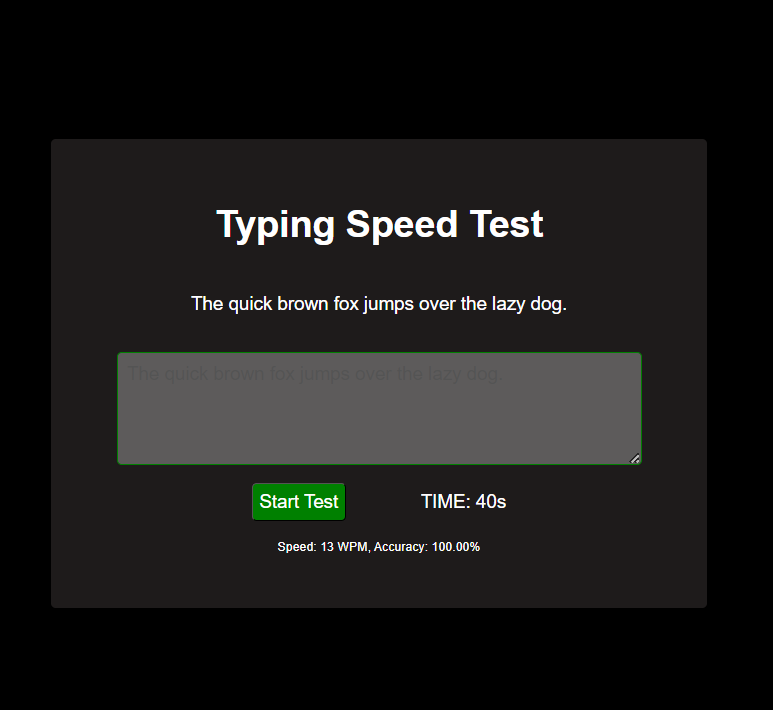 Typing Speed Test
The quick brown fox jumps over the lazy dog.
The quick brown fox jumps over the lazy dog.
Start Test
TIME: 40s
Speed: 13 WPM, Accuracy: 100.00%